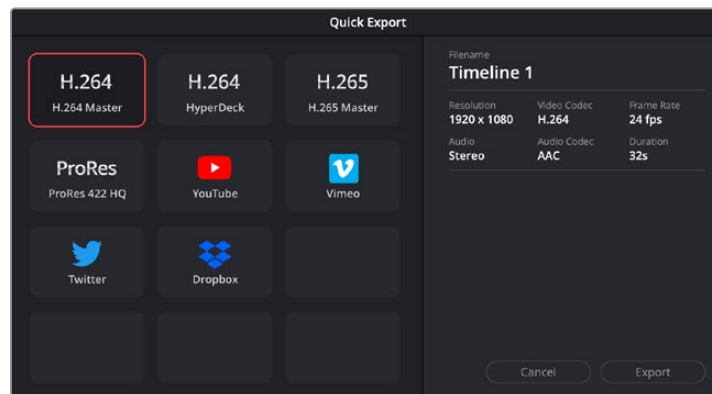 Quick Export
H.264
H.264 Master
H.264
HyperDeck
H.265
H.265 Master
ProRes
ProRes 422 HQ
YouTube
Vimeo
Twitter
Dropbox
Filename
Timeline 1
Resolution Video Codec Frame Rate
1920 x 1080 H.264 24 fps
Audio Audio Codec Duration
Stereo AAC 32s
Cancel Export